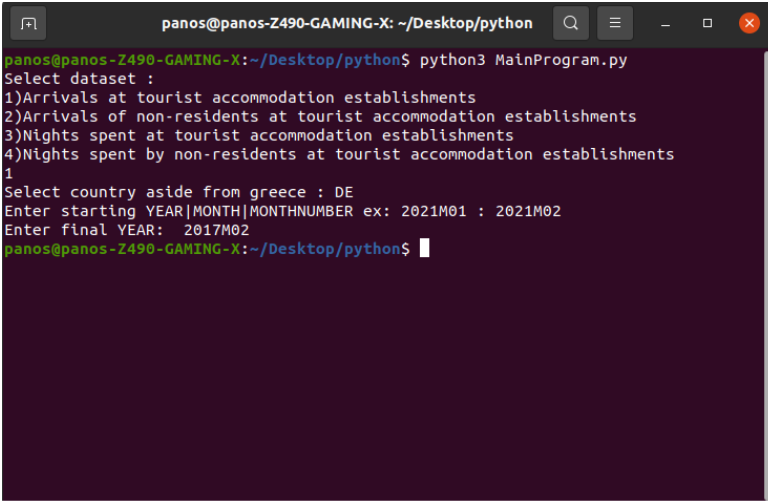 panos@panos-Z490-GAMING-X: ~/Desktop/python
panos@panos-Z490-GAMING-X:~/Desktop/python$ python3 MainProgram.py
Select dataset :
1)Arrivals at tourist accommodation establishments
2)Arrivals of non-residents at tourist accommodation establishments
3)Nights spent at tourist accommodation establishments
4)Nights spent by non-residents at tourist accommodation establishments
1
Select country aside from greece : DE
Enter starting YEAR|MONTH|MONTHNUMBER ex: 2021M01 : 2021M02
Enter final YEAR:  2017M02
panos@panos-Z490-GAMING-X:~/Desktop/python$